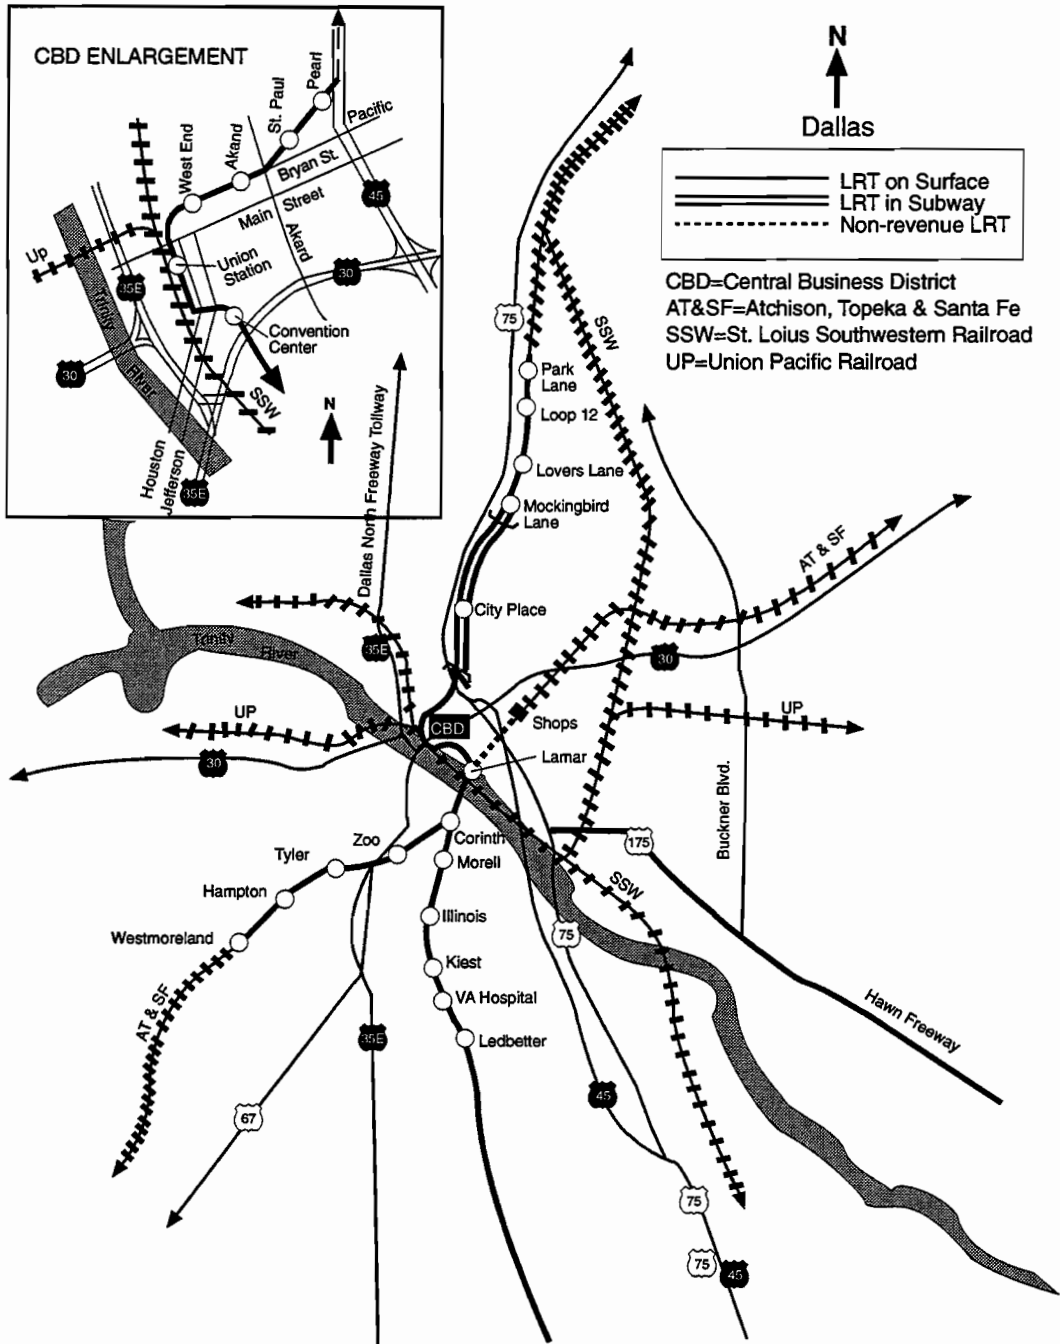 CBD ENLARGEMENT
Pearl
St. Paul
Pacific
Akand
West End
Bryan St.
Main Street
45
Akard
Up
Union
Station
30
35E
Trinity
River
Convention
Center
30
SSW
N
Houston
Jefferson
35E
N
Dallas
LRT on Surface
LRT in Subway
Non-revenue LRT
CBD=Central Business District
AT&SF=Atchison, Topeka & Santa Fe
SSW=St. Loius Southwestern Railroad
UP=Union Pacific Railroad
75
SSW
Park
Lane
Loop 12
Lovers Lane
Mockingbird
Lane
Dallas North Freeway Tollway
AT & SF
City Place
River
35E
30
UP
CBD
Shops
UP
30
Lamar
Buckner Blvd.
Corinth
175
Zoo
Tyler
Morell
SSW
Hampton
Illinois
75
Westmoreland
Kiest
VA Hospital
Hawn Freeway
AT & SF
35E
Ledbetter
45
67
75
75
45